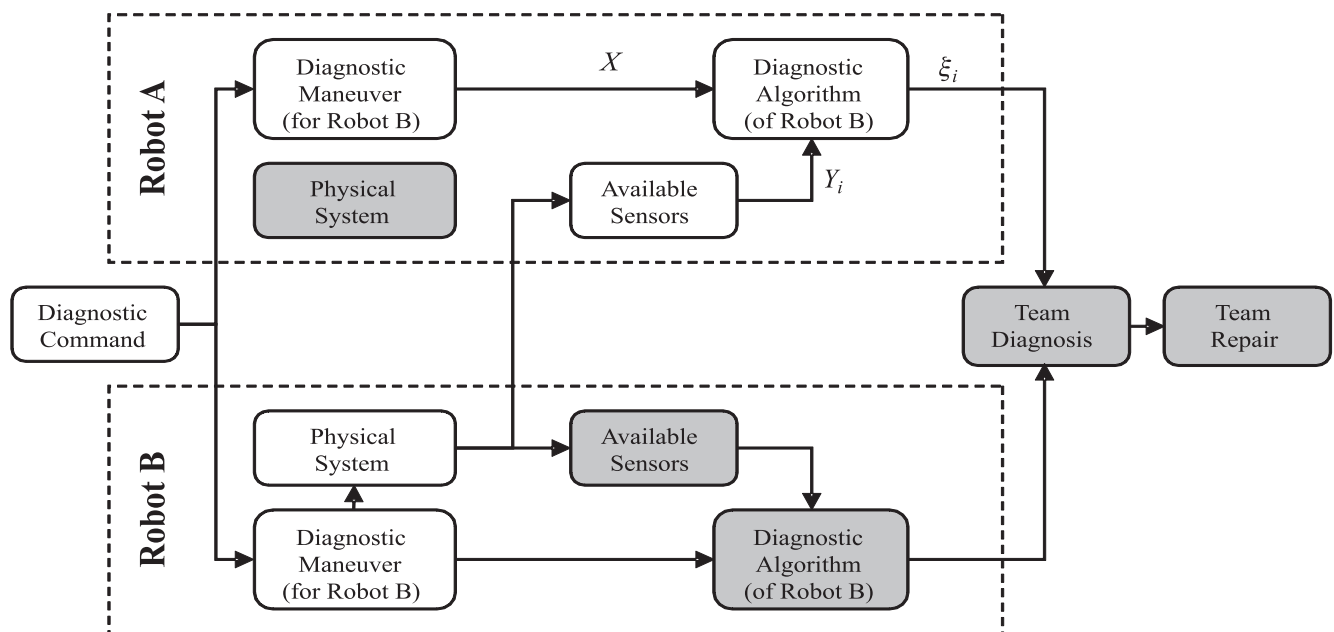 Robot A
Diagnostic
Maneuver
(for Robot B)
X
Diagnostic
Algorithm
(of Robot B)
ξi
Physical
System
Available
Sensors
Yi
Diagnostic
Command
Team
Diagnosis
Team
Repair
Robot B
Physical
System
Available
Sensors
Diagnostic
Maneuver
(for Robot B)
Diagnostic
Algorithm
(of Robot B)